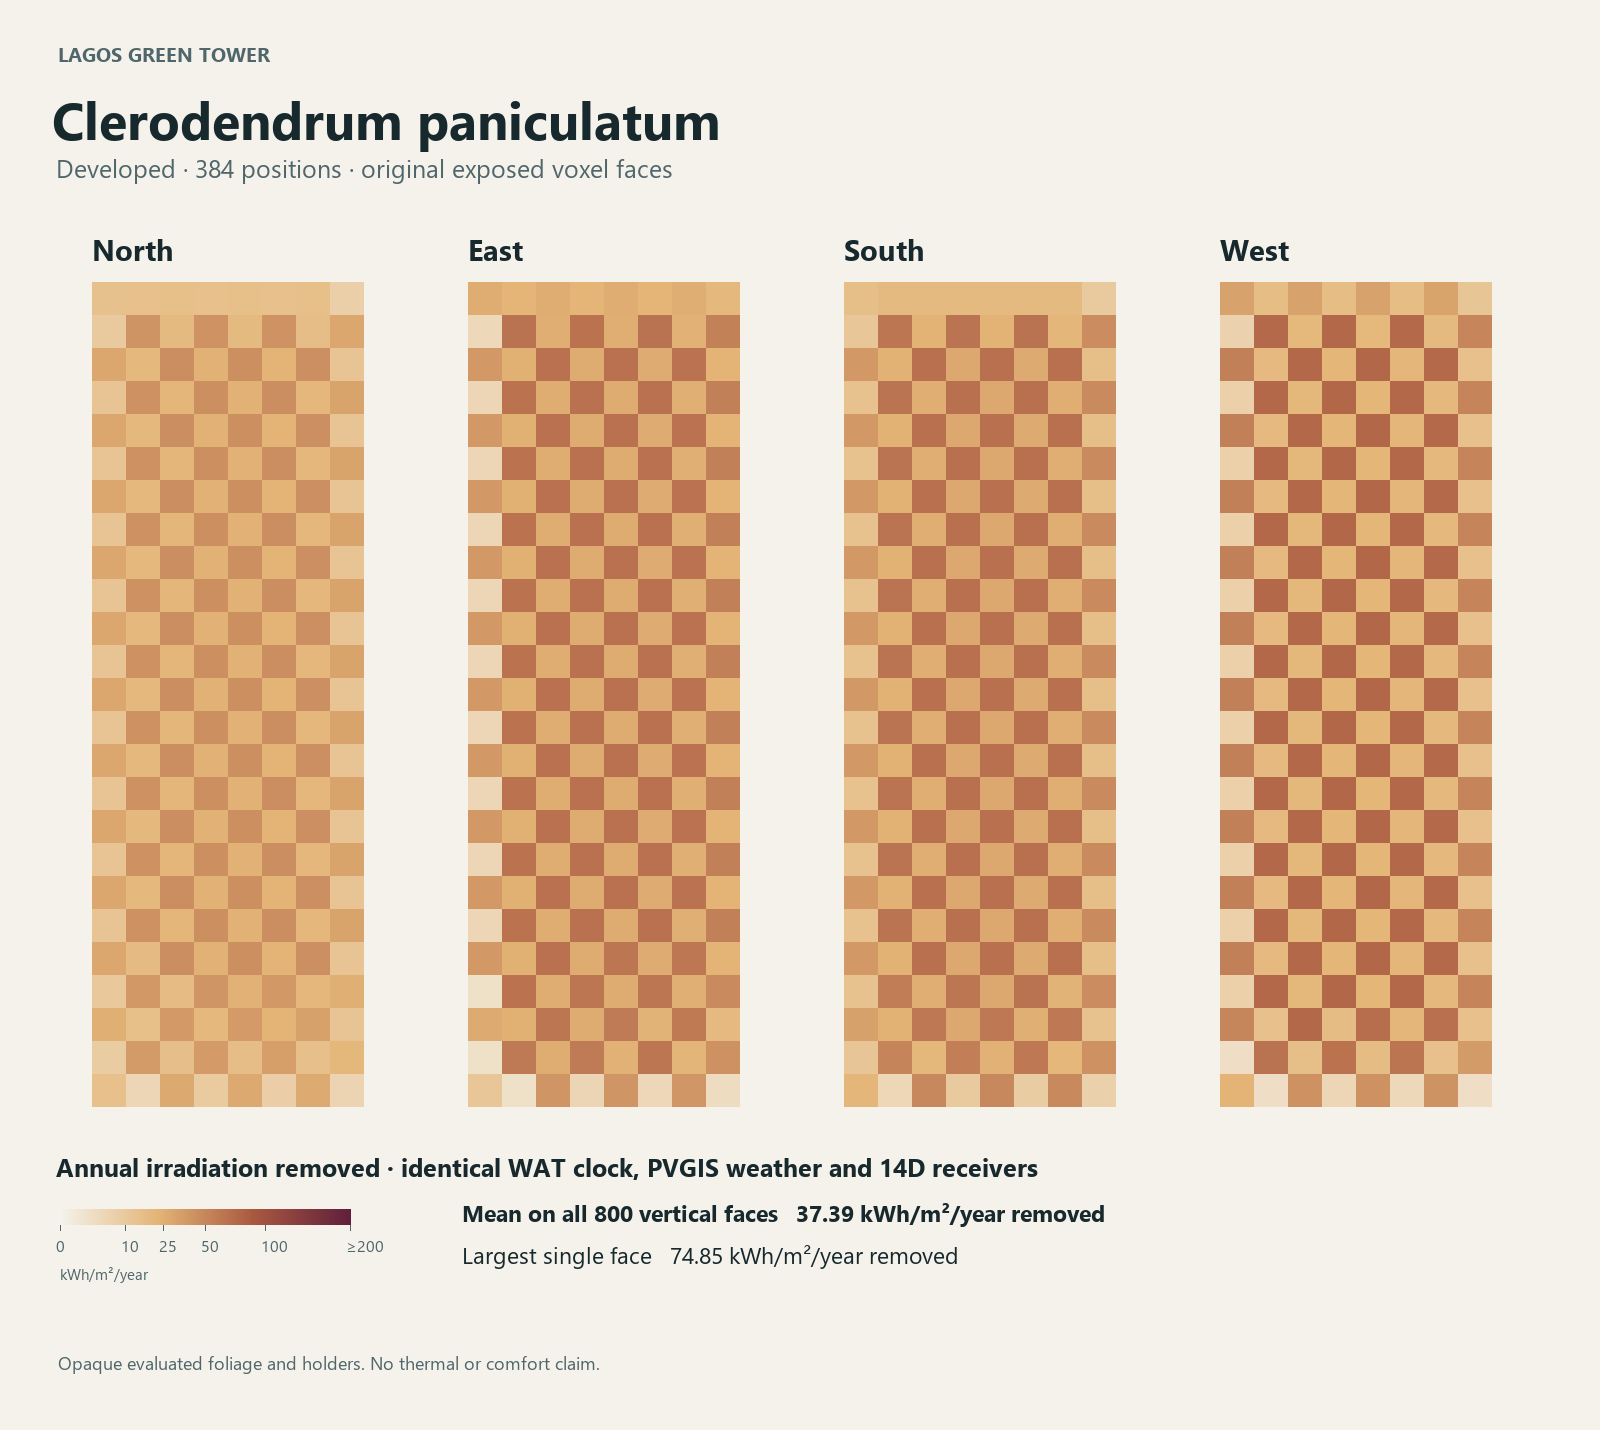 LAGOS GREEN TOWER
Clerodendrum paniculatum
Developed · 384 positions · original exposed voxel faces
North East South West
Annual irradiation removed · identical WAT clock, PVGIS weather and 14D receivers
Mean on all 800 vertical faces 37.39 kWh/m²/year removed
0 10 25 50 100 ≥200
Largest single face 74.85 kWh/m²/year removed
kWh/m²/year
Opaque evaluated foliage and holders. No thermal or comfort claim.